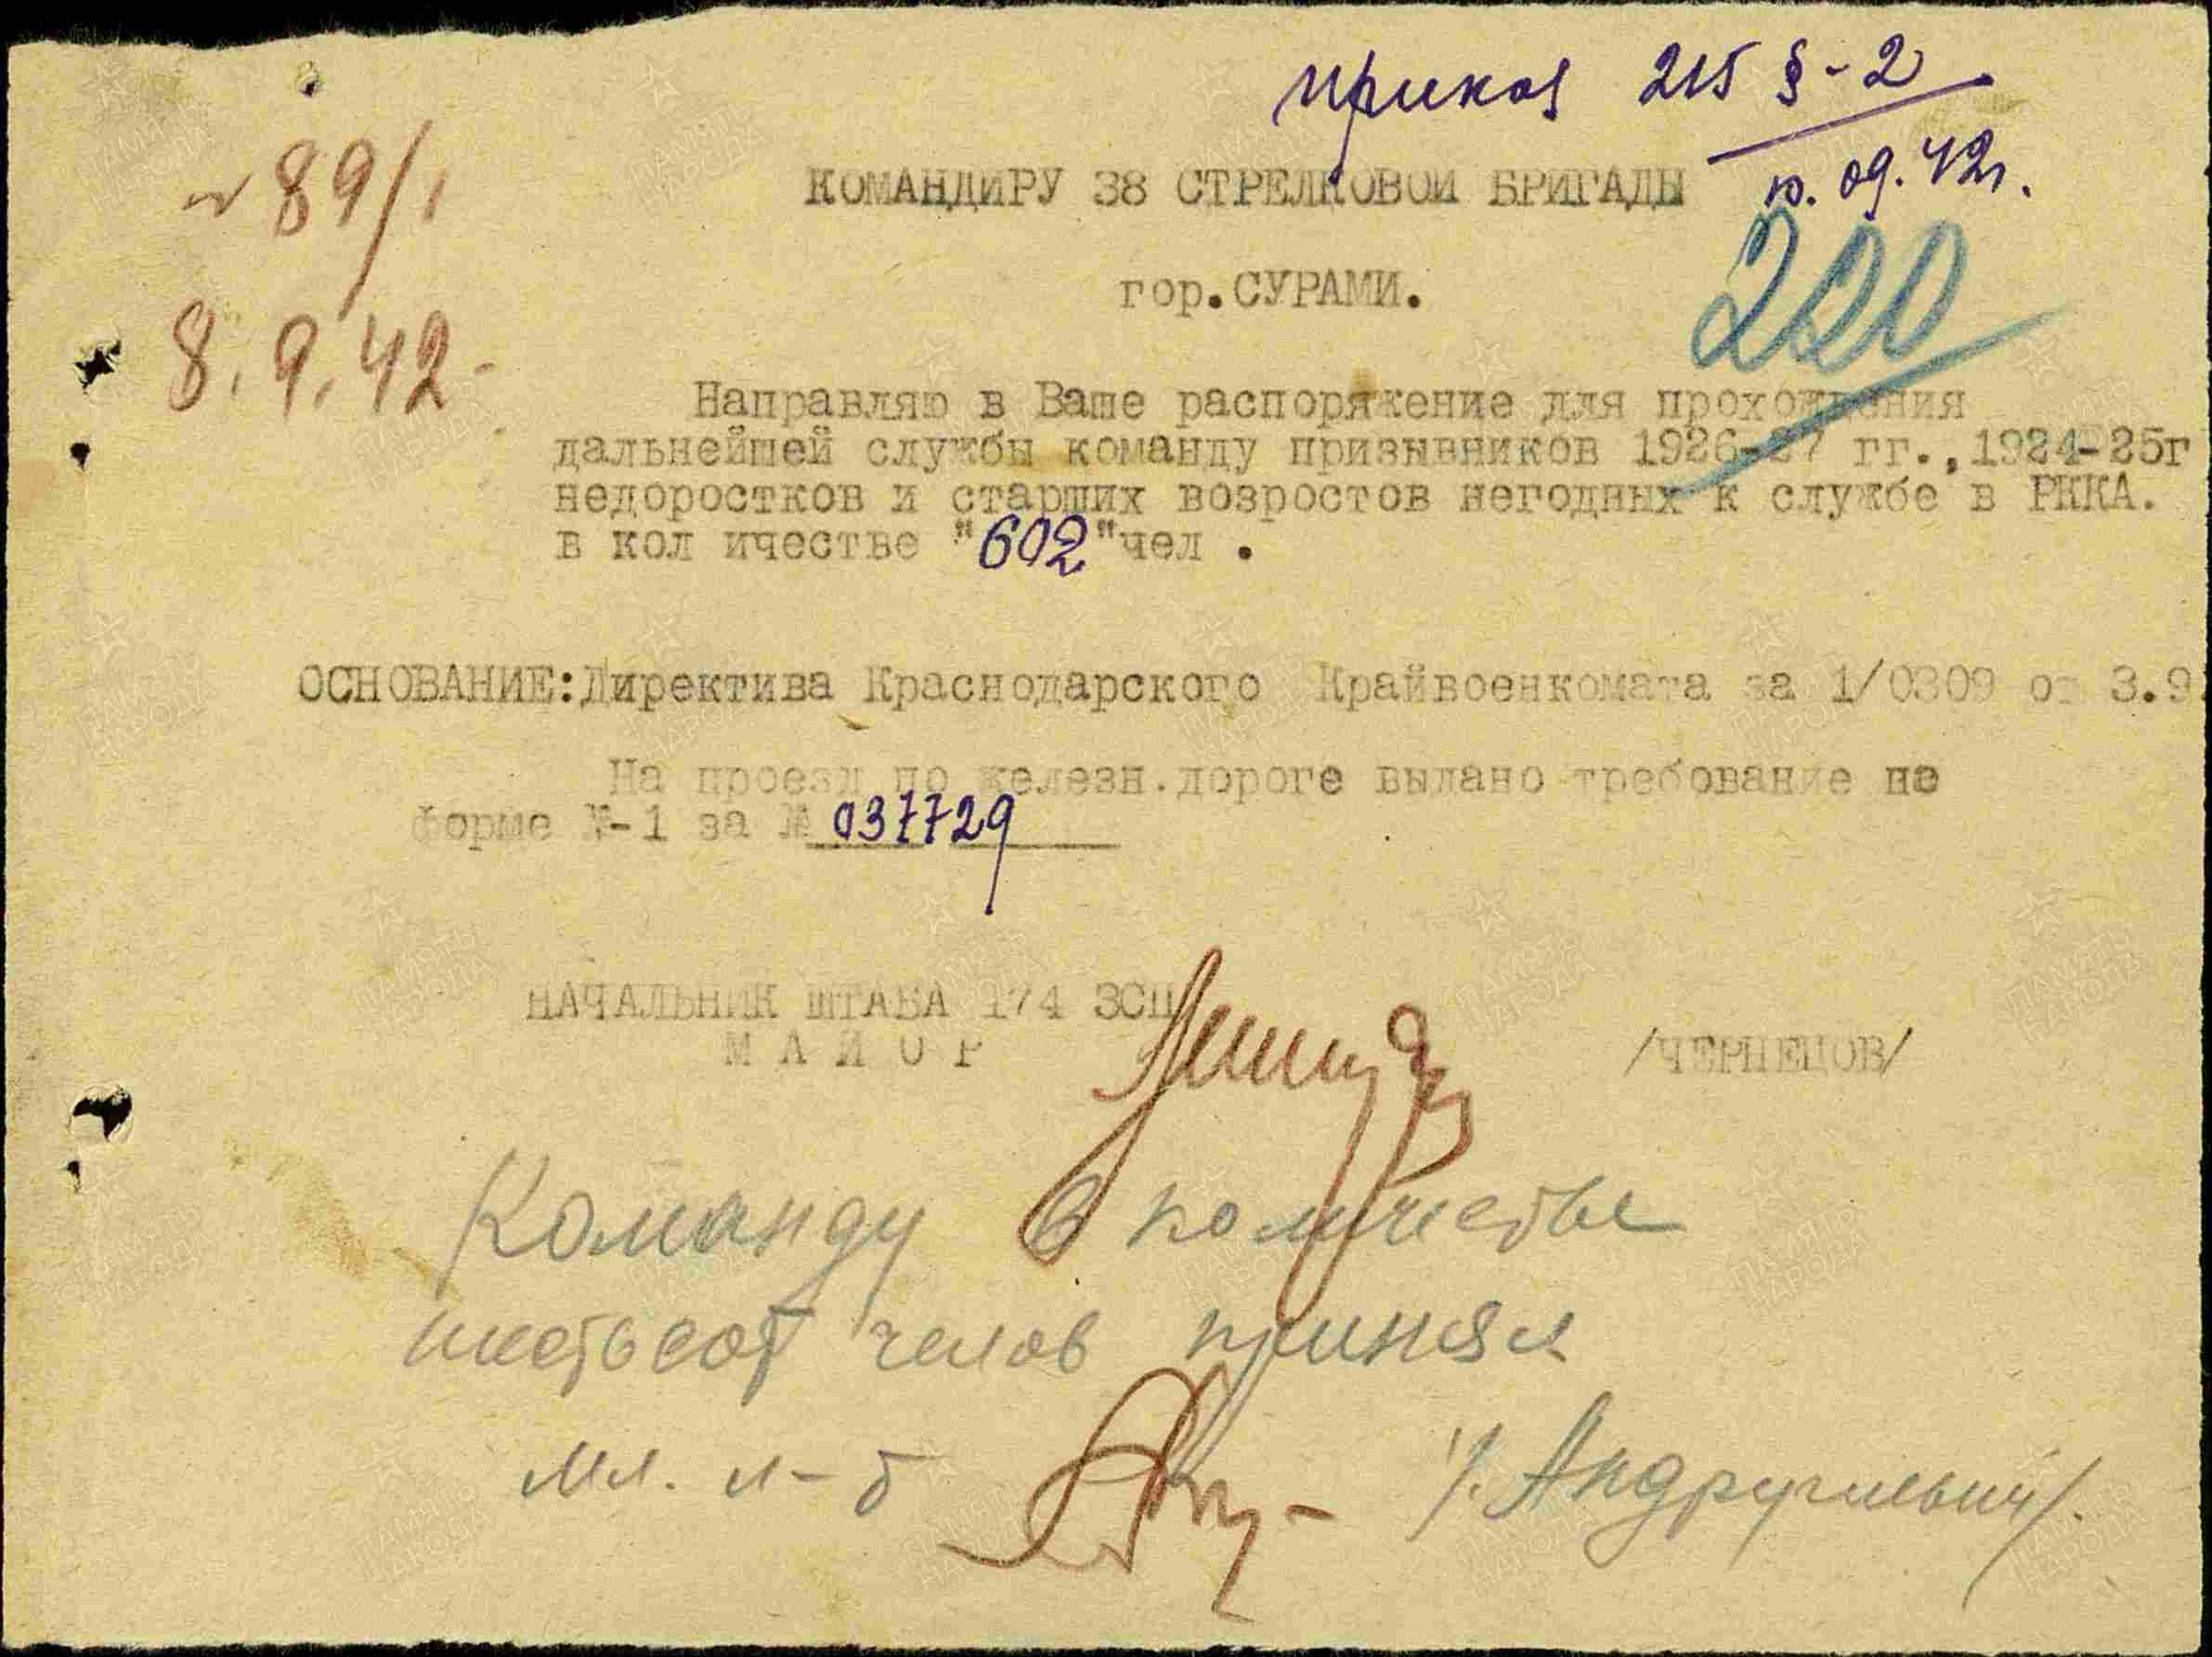 приказ 215 §-2
10.09.42г.
№ 89/1
8.9.42-
КОМАНДИРУ 38 СТРЕЛКОВОЙ БРИГАДЫ
гор.СУРАМИ.
220
Направляю в Ваше распоряжение для прохождения
дальнейшей службы команду призывников 1926-27 гг.,1924-25г
недоростков и старших возростов негодных к службе в РККА.
в кол ичестве "602"чел .
ОСНОВАНИЕ:Директива Краснодарского Крайвоенкомата за 1/0309 от 3.9
На проезд по железн.дороге выдано требование по
форме №-1 за № 037729
НАЧАЛЬНИК ШТАБА 174 ЗСП
МАЙОР /ЧЕРНЕЦОВ/
Команду в количестве
шестьсот челов принял
Мл. л-т